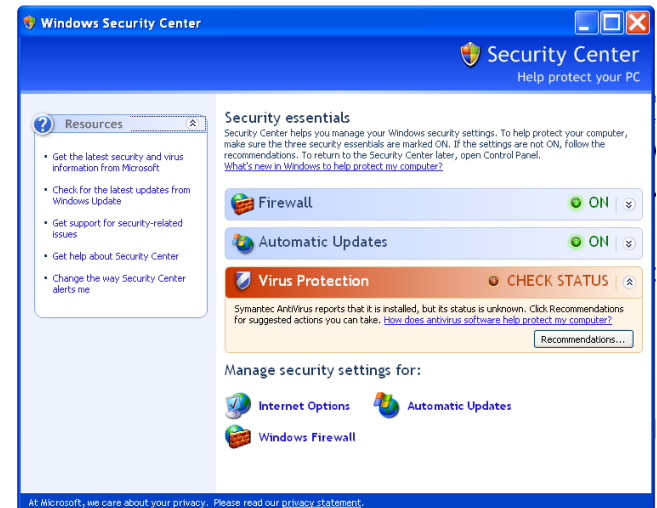 Windows Security Center
Security Center
Help protect your PC
Resources
Get the latest security and virus
information from Microsoft
Check for the latest updates from
Windows Update
Get support for security-related
issues
Get help about Security Center
Change the way Security Center
alerts me
Security essentials
Security Center helps you manage your Windows security settings. To help protect your computer,
make sure the three security essentials are marked ON. If the settings are not ON, follow the
recommendations. To return to the Security Center later, open Control Panel.
What's new in Windows to help protect my computer?
Firewall ON
Automatic Updates ON
Virus Protection CHECK STATUS
Symantec AntiVirus reports that it is installed, but its status is unknown. Click Recommendations
for suggested actions you can take. How does antivirus software help protect my computer?
Recommendations...
Manage security settings for:
Internet Options Automatic Updates
Windows Firewall
At Microsoft, we care about your privacy. Please read our privacy statement.